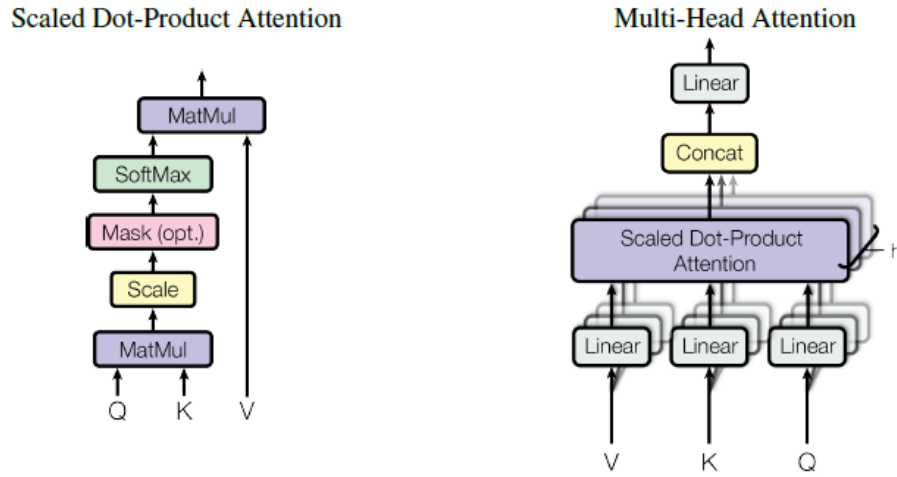 Scaled Dot-Product Attention
MatMul
SoftMax
Mask (opt.)
Scale
MatMul
Q K V
Multi-Head Attention
Linear
Concat
Scaled Dot-Product
Attention
Linear Linear Linear
V K Q